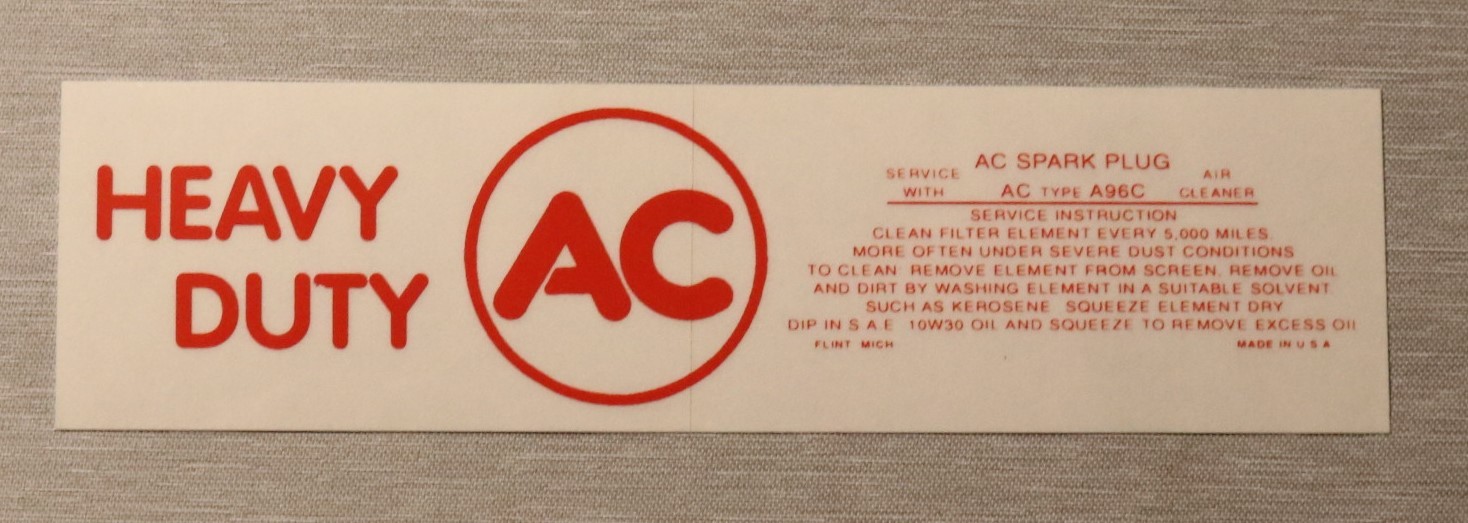 HEAVY
DUTY
AC
AC SPARK PLUG
SERVICE AIR
WITH AC TYPE A96C CLEANER
SERVICE INSTRUCTION
CLEAN FILTER ELEMENT EVERY 5,000 MILES
MORE OFTEN UNDER SEVERE DUST CONDITIONS
TO CLEAN: REMOVE ELEMENT FROM SCREEN. REMOVE OIL
AND DIRT BY WASHING ELEMENT IN A SUITABLE SOLVENT
SUCH AS KEROSENE SQUEEZE ELEMENT DRY
DIP IN S A E 10W30 OIL AND SQUEEZE TO REMOVE EXCESS OIL
FLINT MICH MADE IN U S A